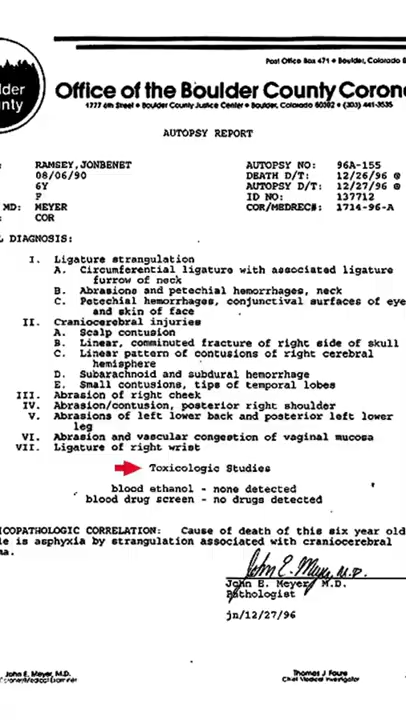 Post Office Box 471 • Boulder, Colorado 8
lder
nty
Office of the Boulder County Corone
1777 6th Street • Boulder County Justice Center • Boulder, Colorado 80302 • (303) 441-3535
AUTOPSY REPORT
: RAMSEY, JONBENET AUTOPSY NO: 96A-155
08/06/90 DEATH D/T: 12/26/96 @
6Y AUTOPSY D/T: 12/27/96 @
F ID NO: 137712
MD: MEYER COR/MEDREC#: 1714-96-A
: COR
L DIAGNOSIS:
I. Ligature strangulation
A. Circumferential ligature with associated ligature
furrow of neck
B. Abrasions and petechial hemorrhages, neck
C. Petechial hemorrhages, conjunctival surfaces of eye
and skin of face
II. Craniocerebral injuries
A. Scalp contusion
B. Linear, comminuted fracture of right side of skull
C. Linear pattern of contusions of right cerebral
hemisphere
D. Subarachnoid and subdural hemorrhage
E. Small contusions, tips of temporal lobes
III. Abrasion of right cheek
IV. Abrasion/contusion, posterior right shoulder
V. Abrasions of left lower back and posterior left lower
leg
VI. Abrasion and vascular congestion of vaginal mucosa
VII. Ligature of right wrist
Toxicologic Studies
blood ethanol - none detected
blood drug screen - no drugs detected
ICOPATHOLOGIC CORRELATION: Cause of death of this six year old
le is asphyxia by strangulation associated with craniocerebral
ma.
John E. Meyer, M.D.
John E. Meyer, M.D.
Pathologist
jn/12/27/96
John E. Meyer, M.D. Thomas J Faure
Coroner/Medical Examiner Chief Medical Investigator